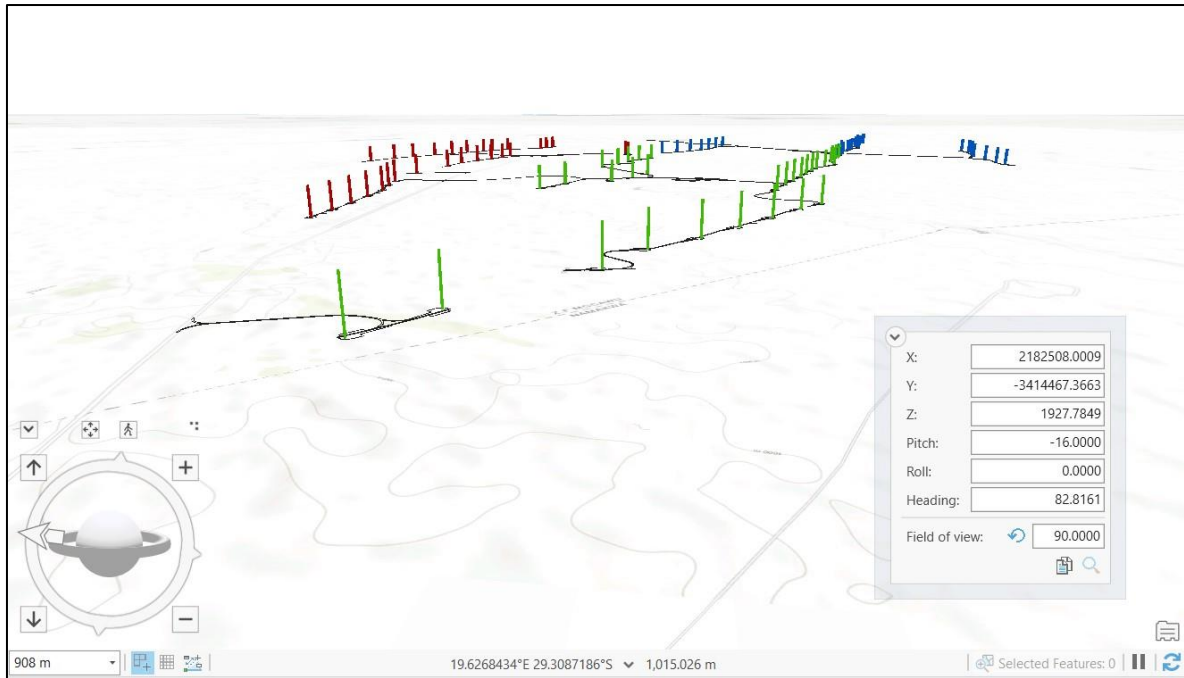 X: 2182508.0009
Y: -3414467.3663
Z: 1927.7849
Pitch: -16.0000
Roll: 0.0000
Heading: 82.8161
Field of view: 90.0000
908 m 19.6268434°E 29.3087186°S 1,015.026 m Selected Features: 0